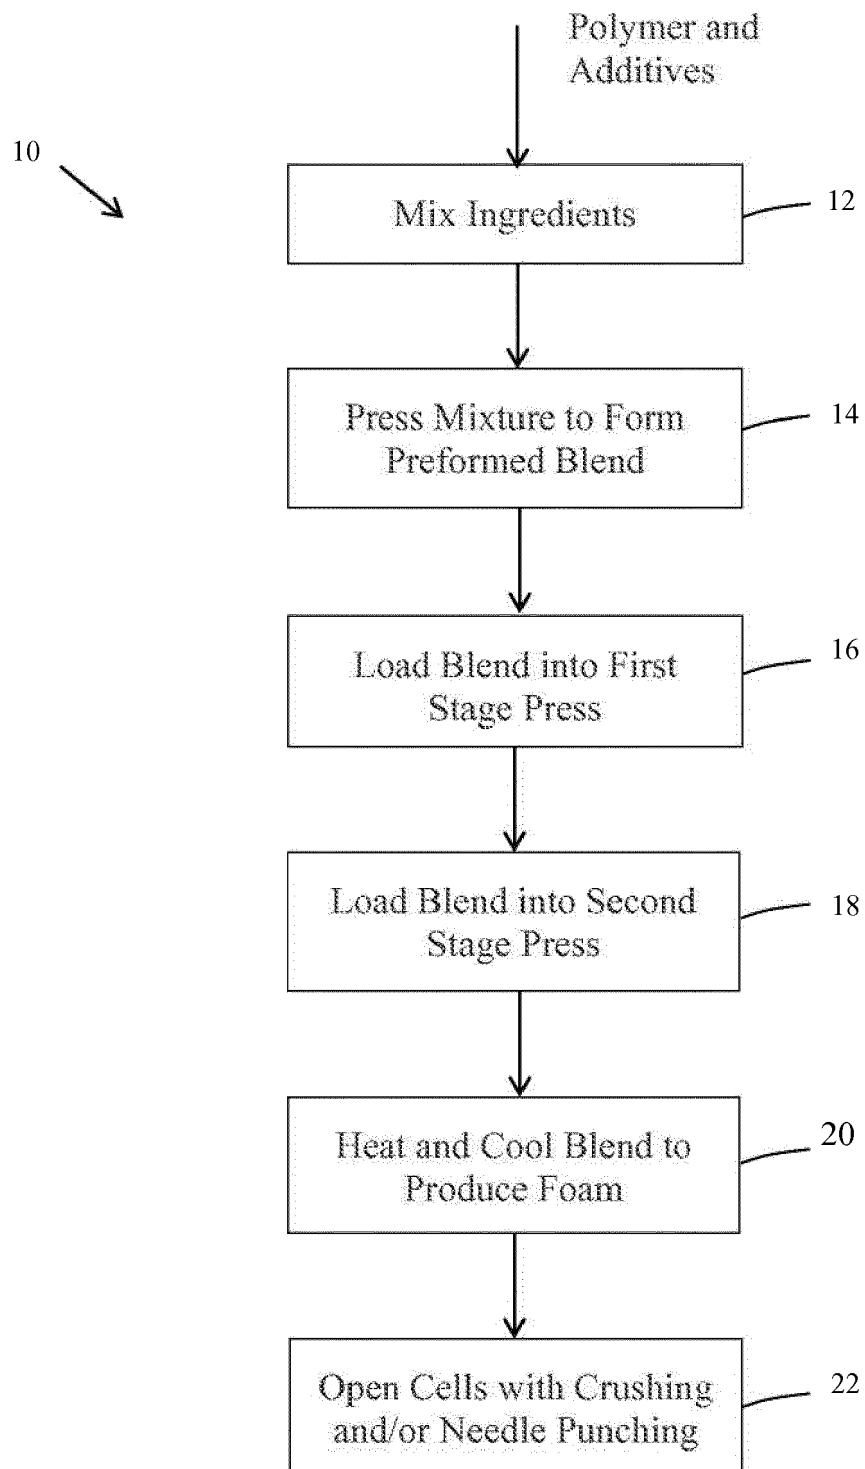 Polymer and
Additives
10
Mix Ingredients
12
Press Mixture to Form
Preformed Blend
14
Load Blend into First
Stage Press
16
Load Blend into Second
Stage Press
18
Heat and Cool Blend to
Produce Foam
20
Open Cells with Crushing
and/or Needle Punching
22